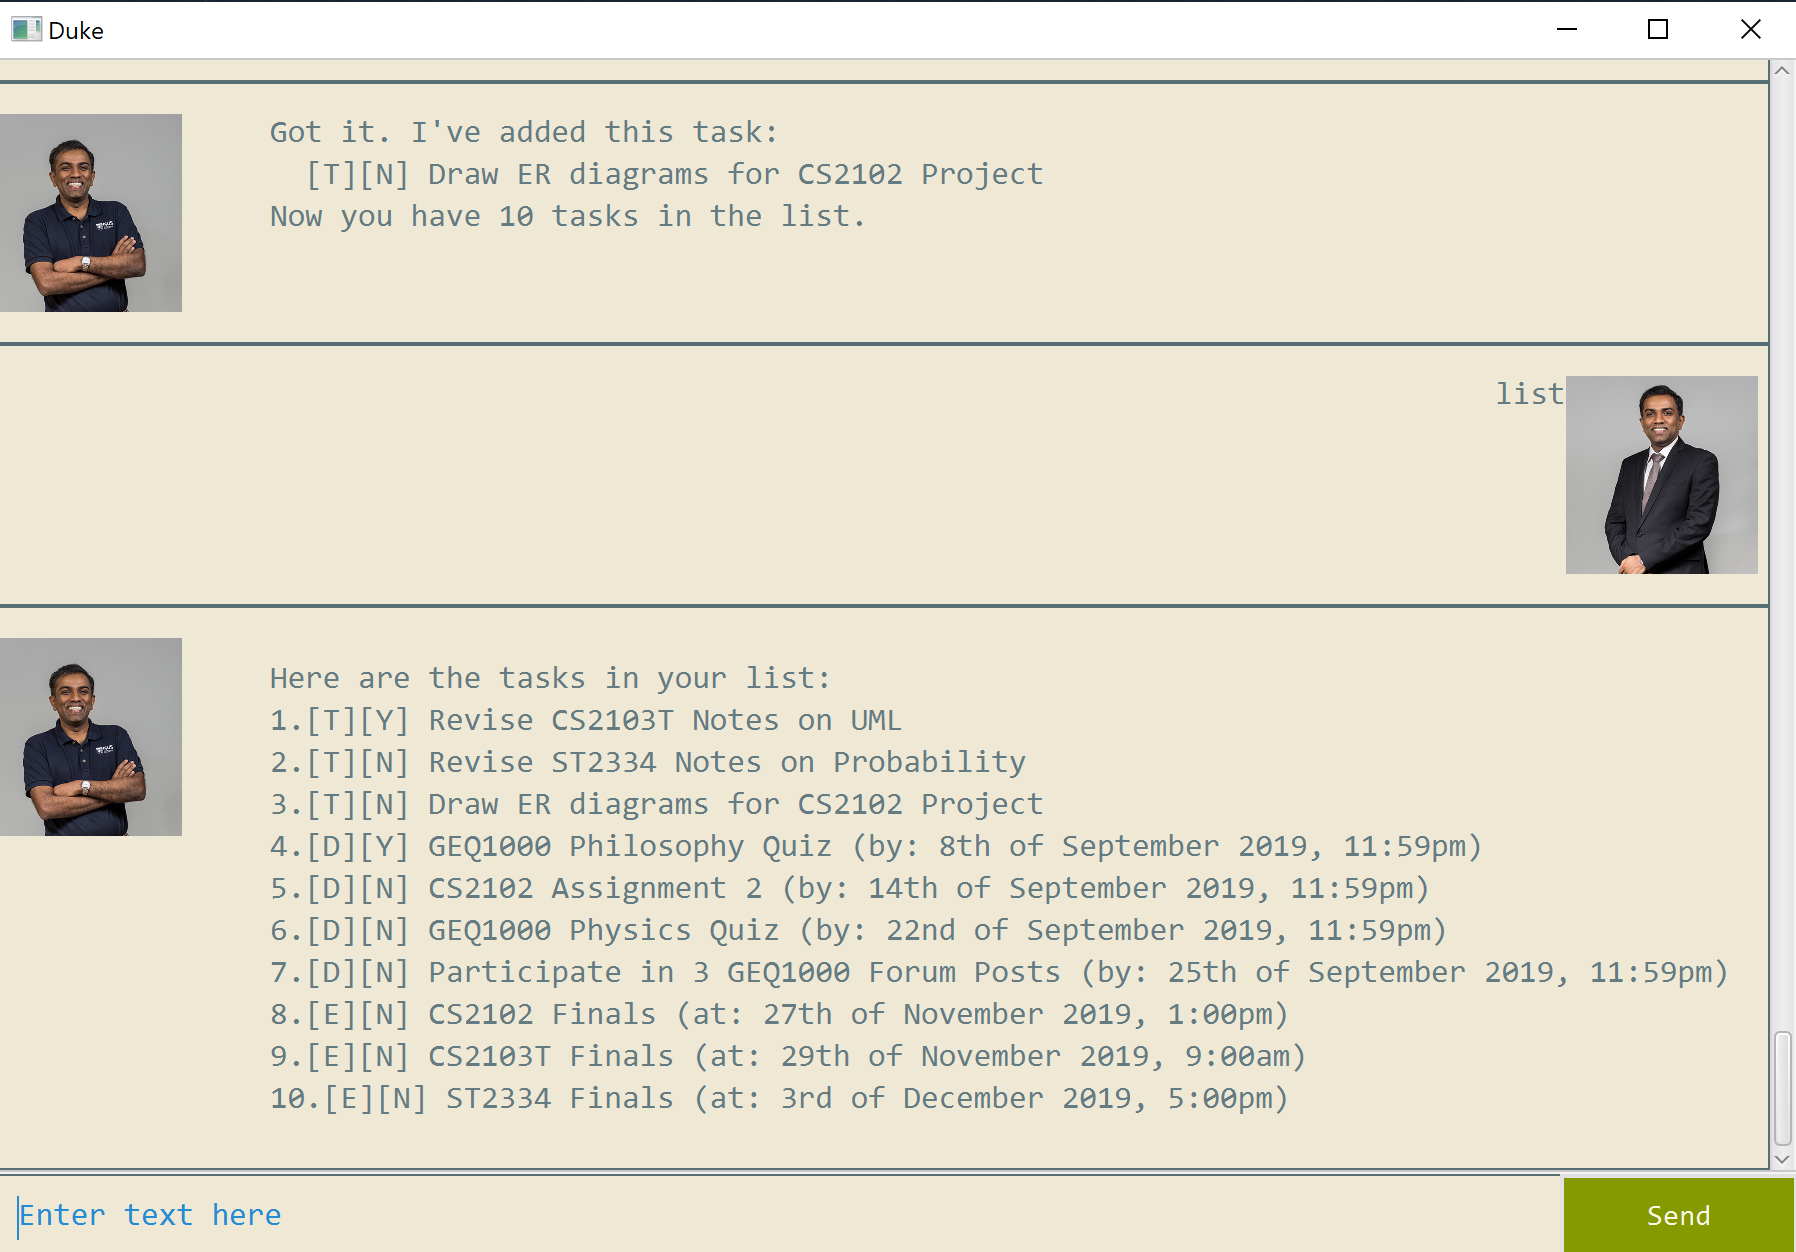 Duke
Got it. I've added this task:
[T][N] Draw ER diagrams for CS2102 Project
Now you have 10 tasks in the list.
list
Here are the tasks in your list:
1.[T][Y] Revise CS2103T Notes on UML
2.[T][N] Revise ST2334 Notes on Probability
3.[T][N] Draw ER diagrams for CS2102 Project
4.[D][Y] GEQ1000 Philosophy Quiz (by: 8th of September 2019, 11:59pm)
5.[D][N] CS2102 Assignment 2 (by: 14th of September 2019, 11:59pm)
6.[D][N] GEQ1000 Physics Quiz (by: 22nd of September 2019, 11:59pm)
7.[D][N] Participate in 3 GEQ1000 Forum Posts (by: 25th of September 2019, 11:59pm)
8.[E][N] CS2102 Finals (at: 27th of November 2019, 1:00pm)
9.[E][N] CS2103T Finals (at: 29th of November 2019, 9:00am)
10.[E][N] ST2334 Finals (at: 3rd of December 2019, 5:00pm)
Enter text here
Send